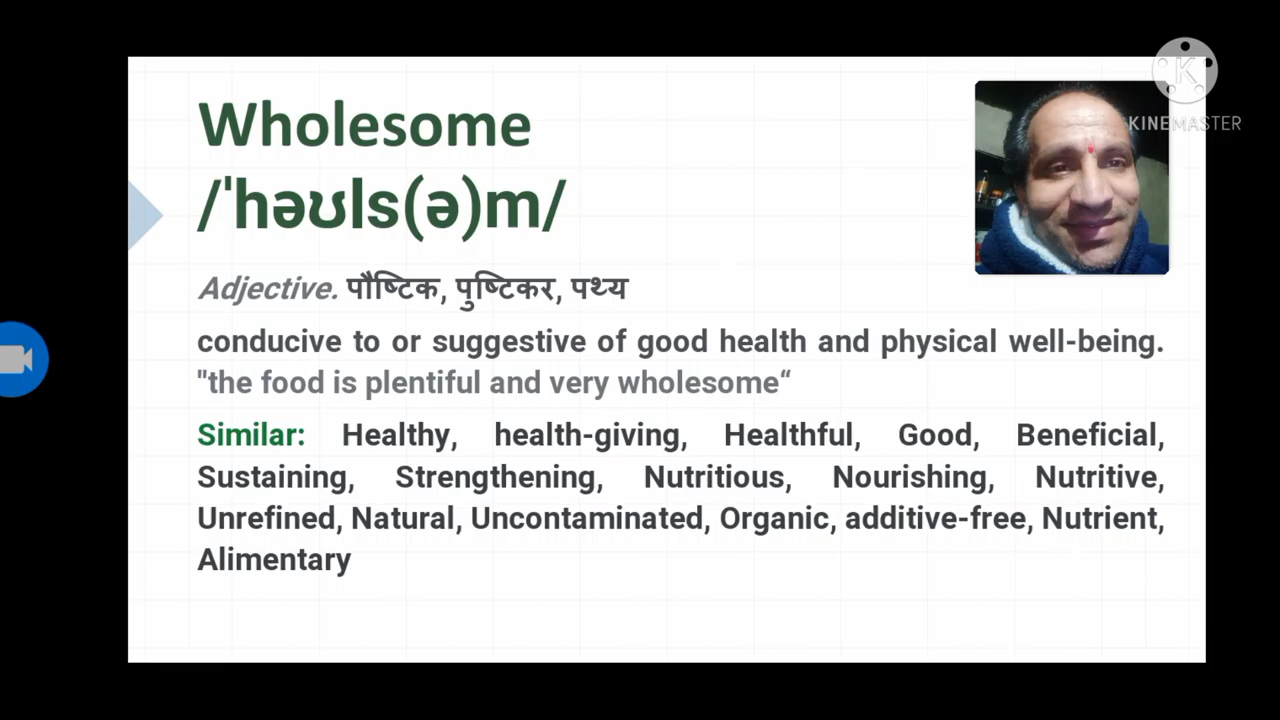 Wholesome
/ˈhəʊls(ə)m/
Adjective. पौष्टिक, पुष्टिकर, पथ्य
conducive to or suggestive of good health and physical well-being.
"the food is plentiful and very wholesome“
Similar: Healthy, health-giving, Healthful, Good, Beneficial,
Sustaining, Strengthening, Nutritious, Nourishing, Nutritive,
Unrefined, Natural, Uncontaminated, Organic, additive-free, Nutrient,
Alimentary
K
KINEMASTER